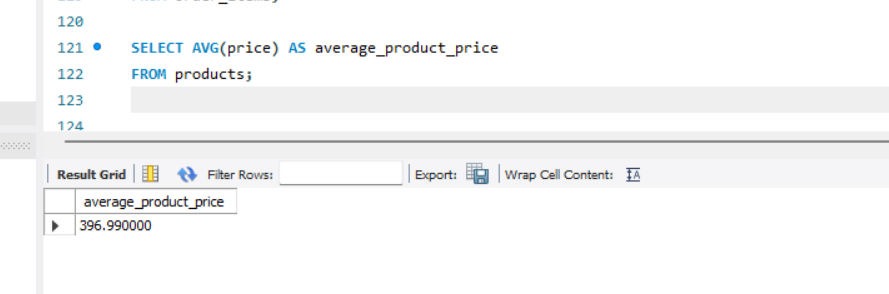 120
121 SELECT AVG(price) AS average_product_price
122 FROM products;
123
124
Result Grid Filter Rows: Export: Wrap Cell Content: IA
average_product_price
396.990000